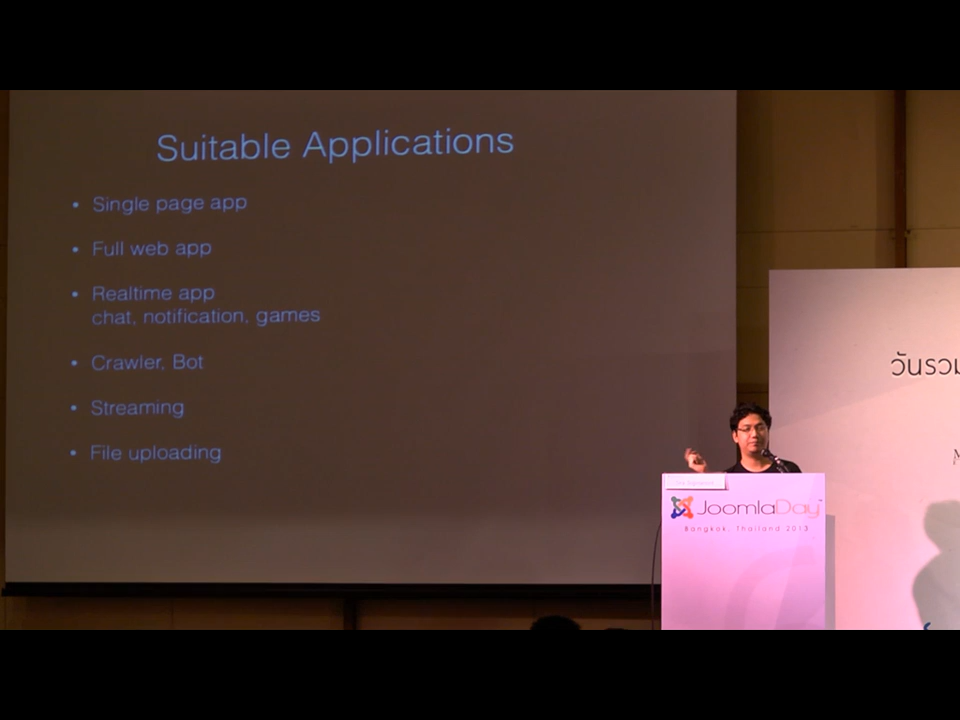 Suitable Applications
• Single page app
• Full web app
• Realtime app
chat, notification, games
• Crawler, Bot
• Streaming
• File uploading
วันรวม
JoomlaDay™
Bangkok, Thailand 2013